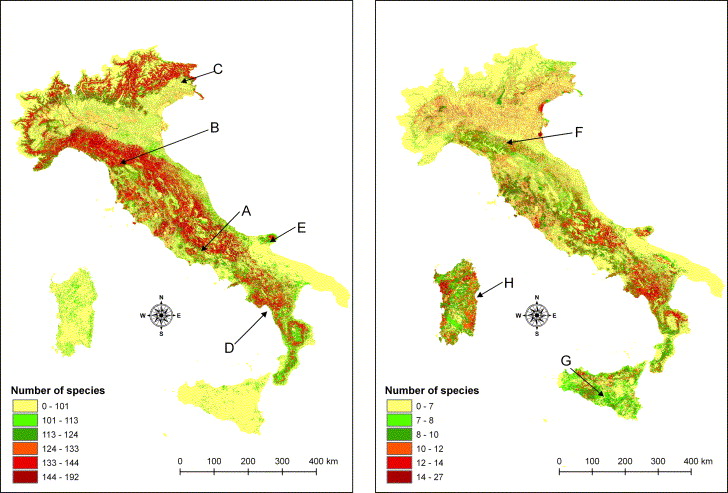 C
B
A
E
D
N
W E
S
Number of species
0 - 101
101 - 113
113 - 124
124 - 133
133 - 144
144 - 192
0 100 200 300 400 km
F
H
G
N
W E
S
Number of species
0 - 7
7 - 8
8 - 10
10 - 12
12 - 14
14 - 27
0 100 200 300 400 km